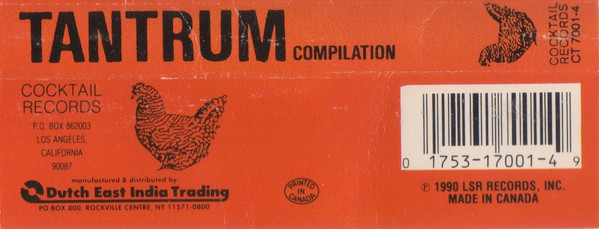 TANTRUM COMPILATION
COCKTAIL
RECORDS
CT 7001-4
COCKTAIL
RECORDS
P.O. BOX 862003
LOS ANGELES,
CALIFORNIA
90087
manufactured & distributed by:
Dutch East India Trading
PO BOX 800, ROCKVILLE CENTRE, NY 11571-0800
PRINTED
IN
CANADA
0 1753-17001-4 9
℗ 1990 LSR RECORDS, INC.
MADE IN CANADA